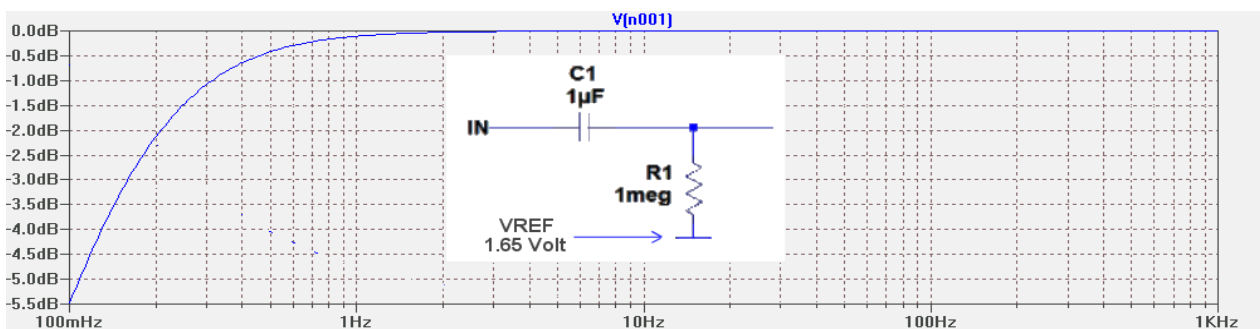 V(n001)
0.0dB
-0.5dB
-1.0dB
-1.5dB
-2.0dB
-2.5dB
-3.0dB
-3.5dB
-4.0dB
-4.5dB
-5.0dB
-5.5dB
C1
1µF
IN
R1
1meg
VREF
1.65 Volt
100mHz 1Hz 10Hz 100Hz 1KHz